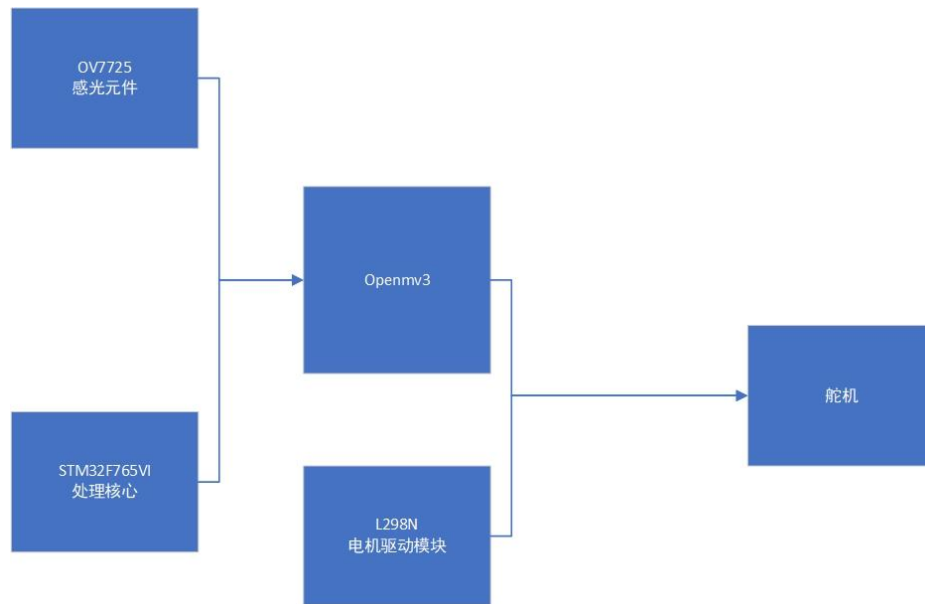 OV7725
感光元件
Openmv3
舵机
STM32F765VI
处理核心
L298N
电机驱动模块